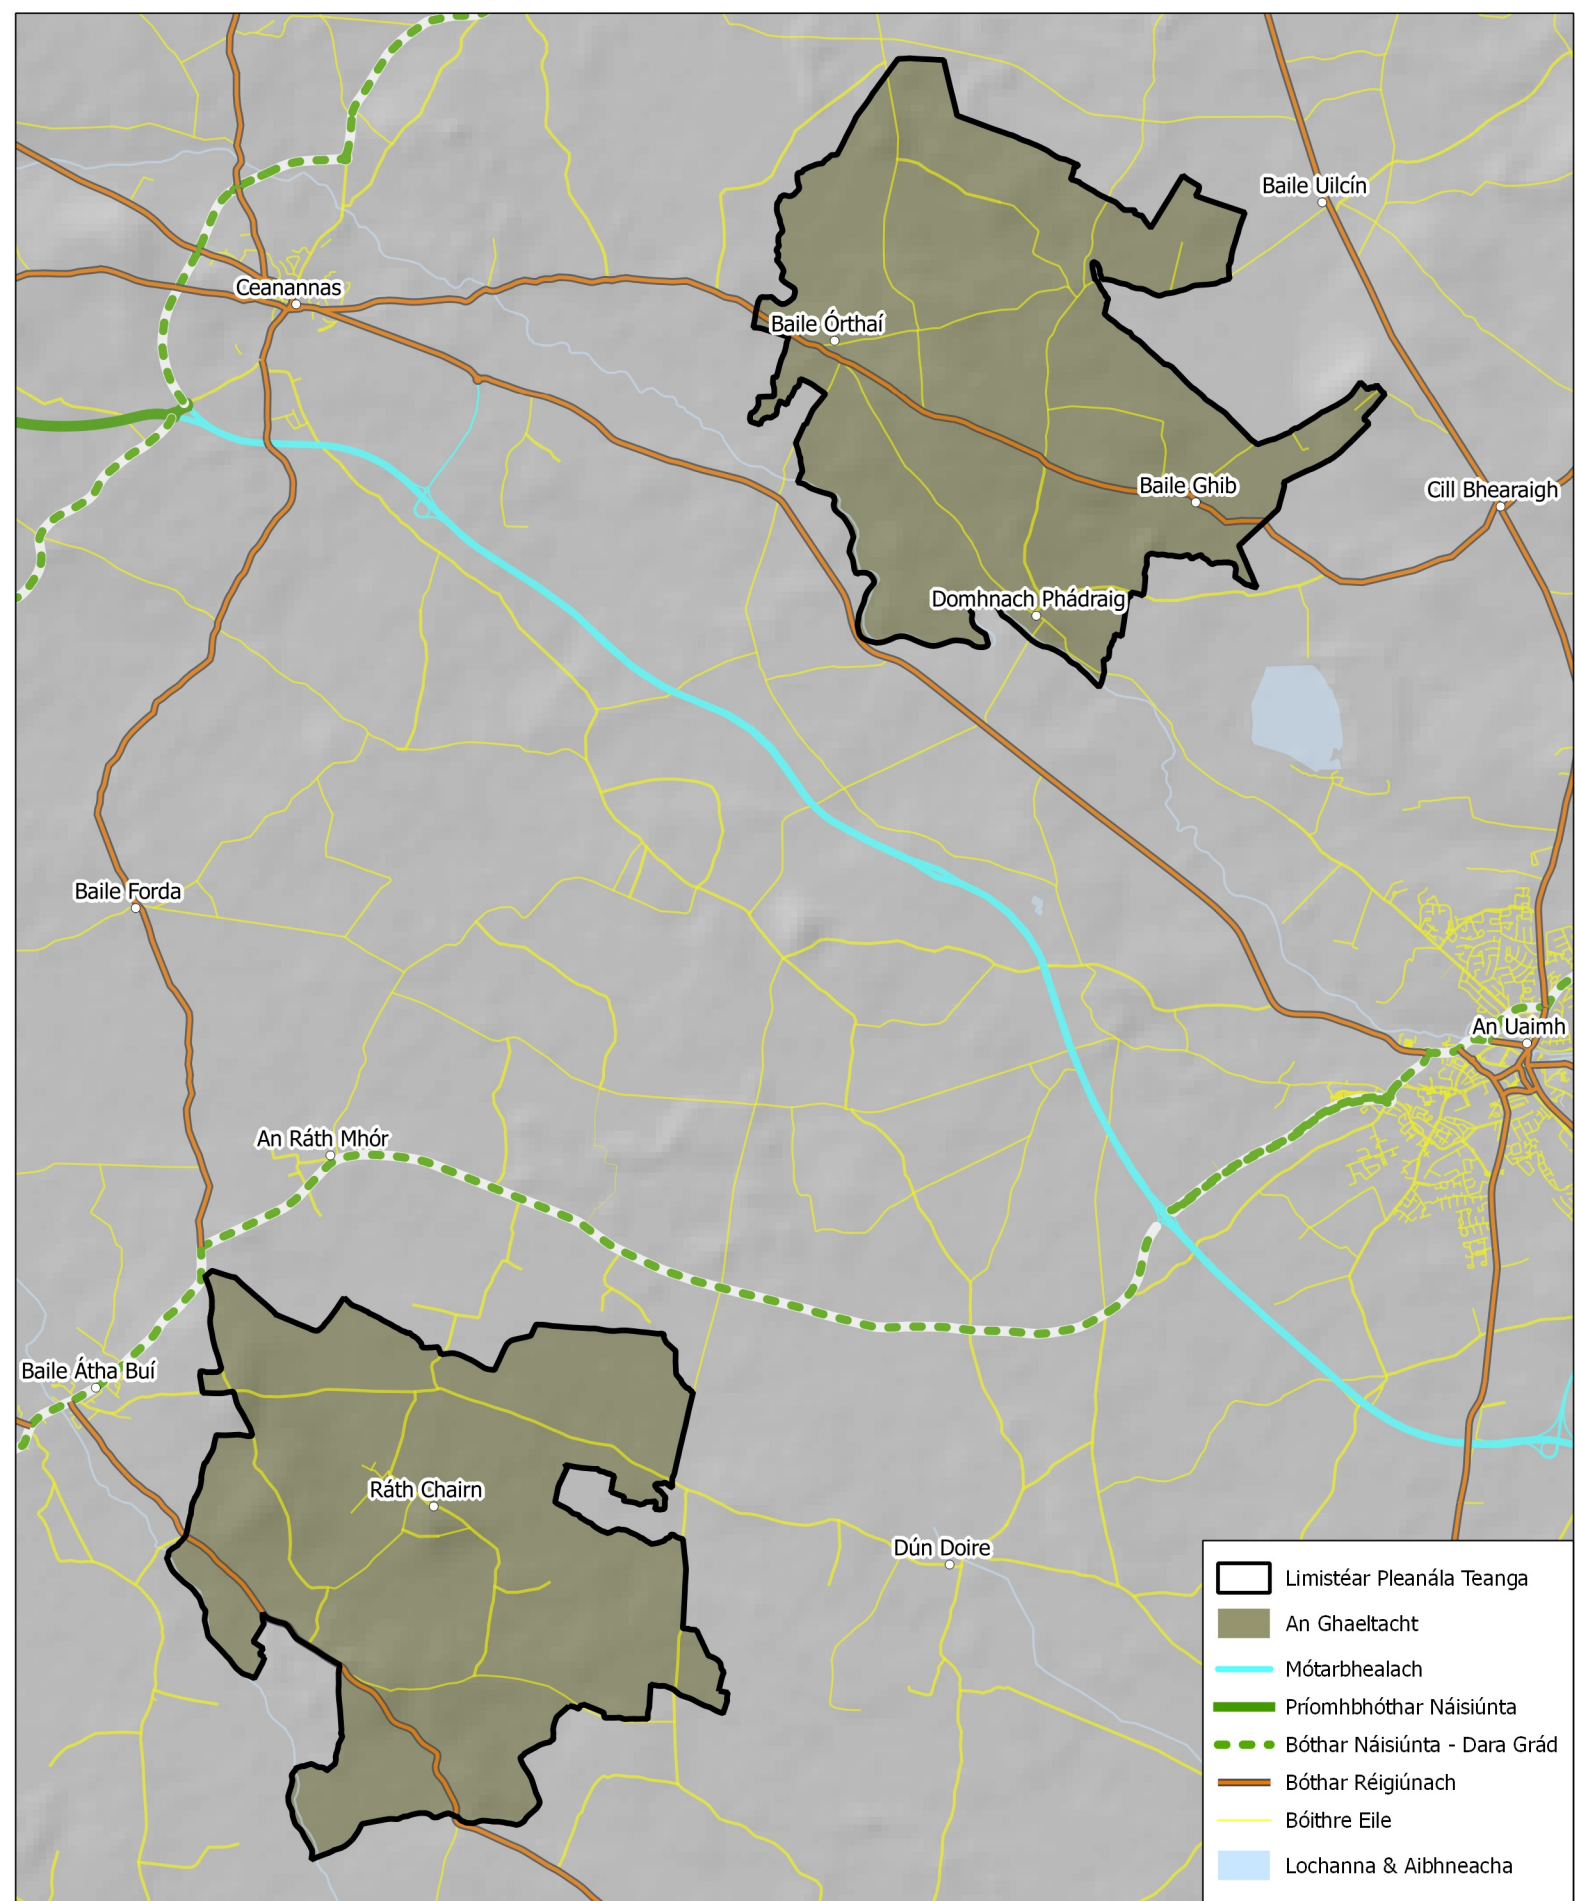 Baile Uilcín
Ceanannas
Baile Órthaí
Baile Ghib
Cill Bhearaigh
Domhnach Phádraig
Baile Forda
An Uaimh
An Ráth Mhór
Baile Átha Buí
Ráth Chairn
Dún Doire
Limistéar Pleanála Teanga
An Ghaeltacht
Mótarbhealach
Príomhbhóthar Náisiúnta
Bóthar Náisiúnta - Dara Grád
Bóthar Réigiúnach
Bóithre Eile
Lochanna & Aibhneacha